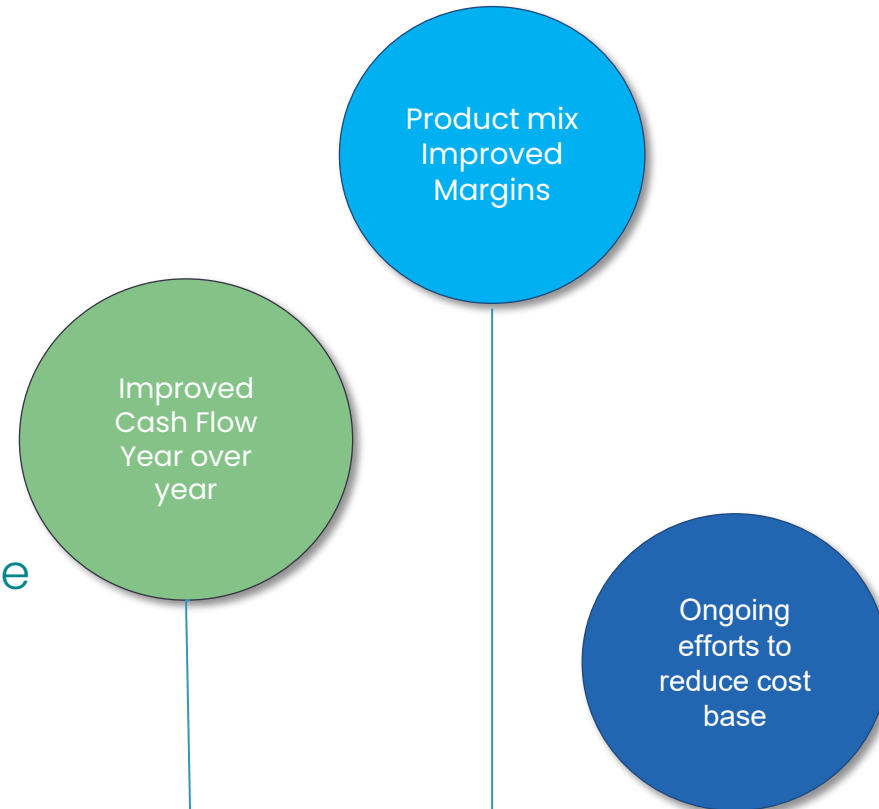 Product mix
Improved
Margins
Improved
Cash Flow
Year over
year
e
Ongoing
efforts to
reduce cost
base